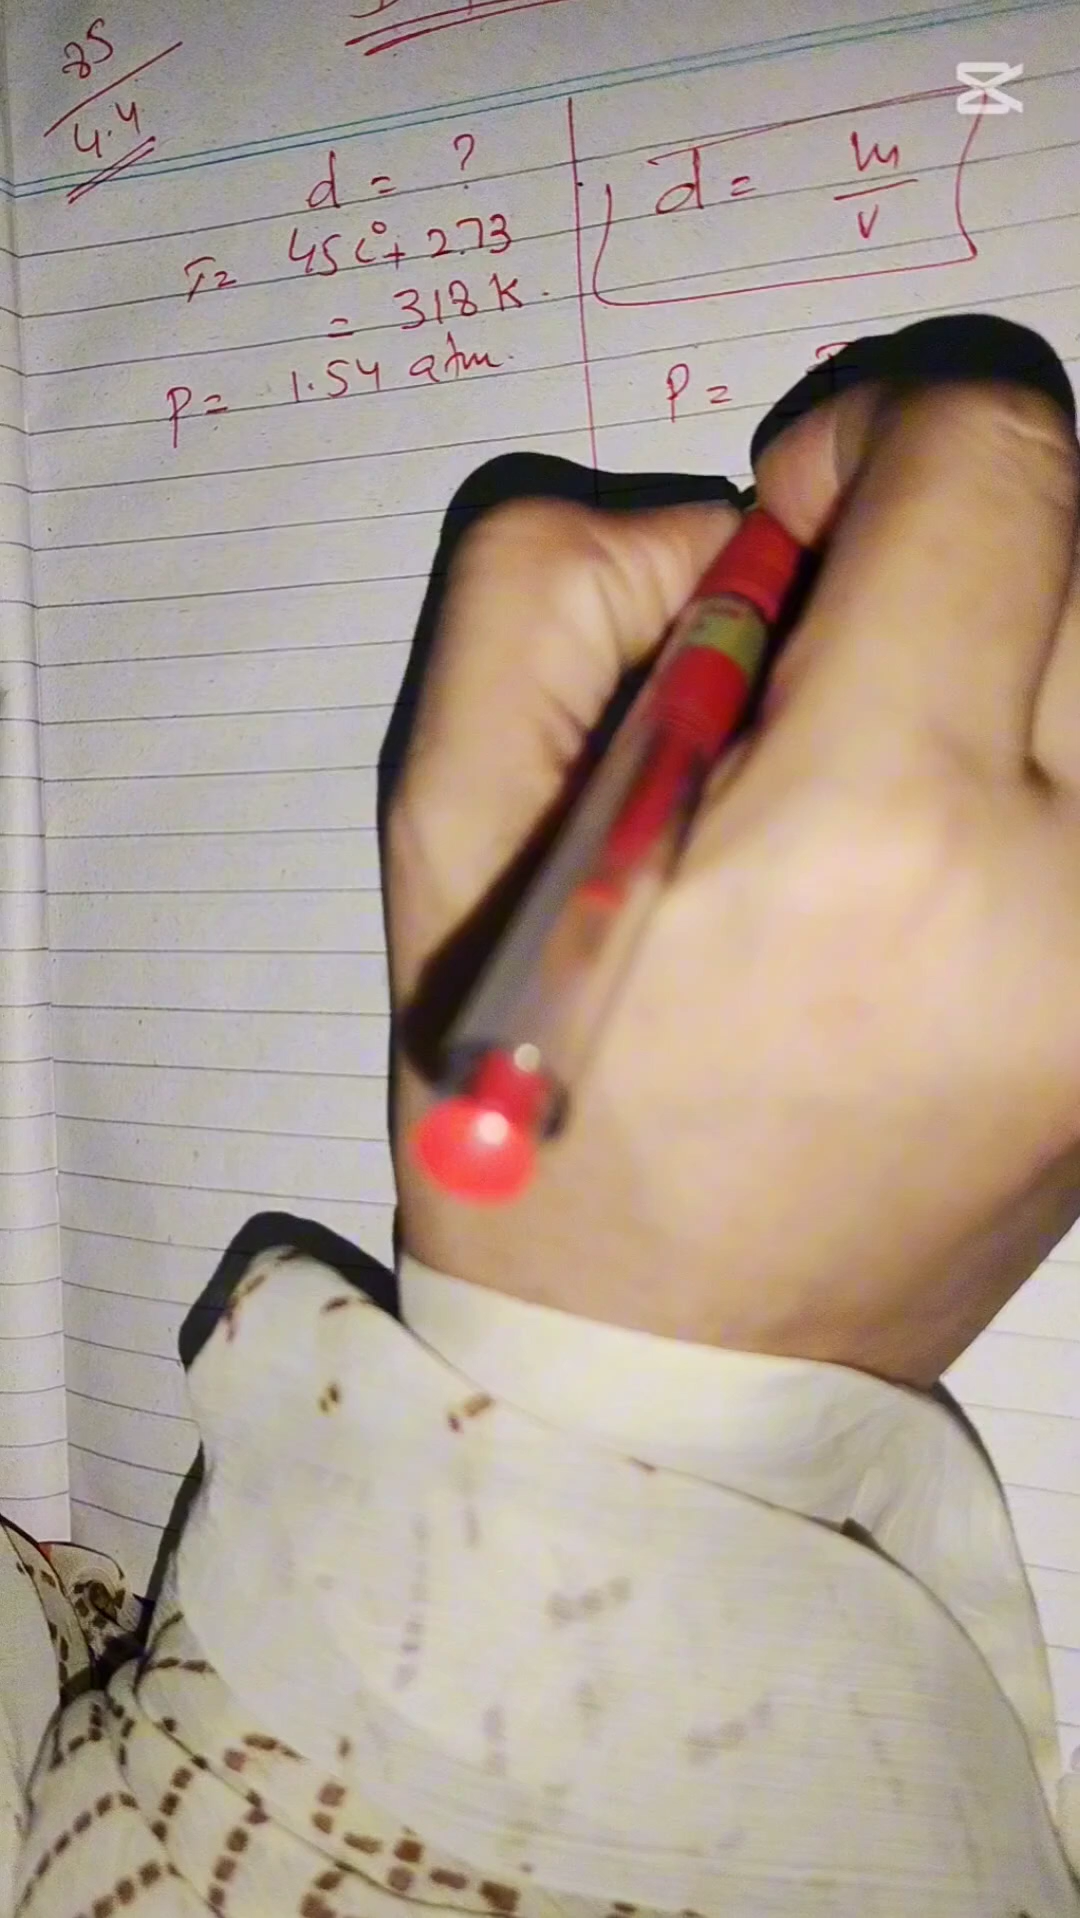 85
4.4
d = ?
T= 45 C°+ 273
= 318 K.
P= 1.54 atm.
d = m
v
P =